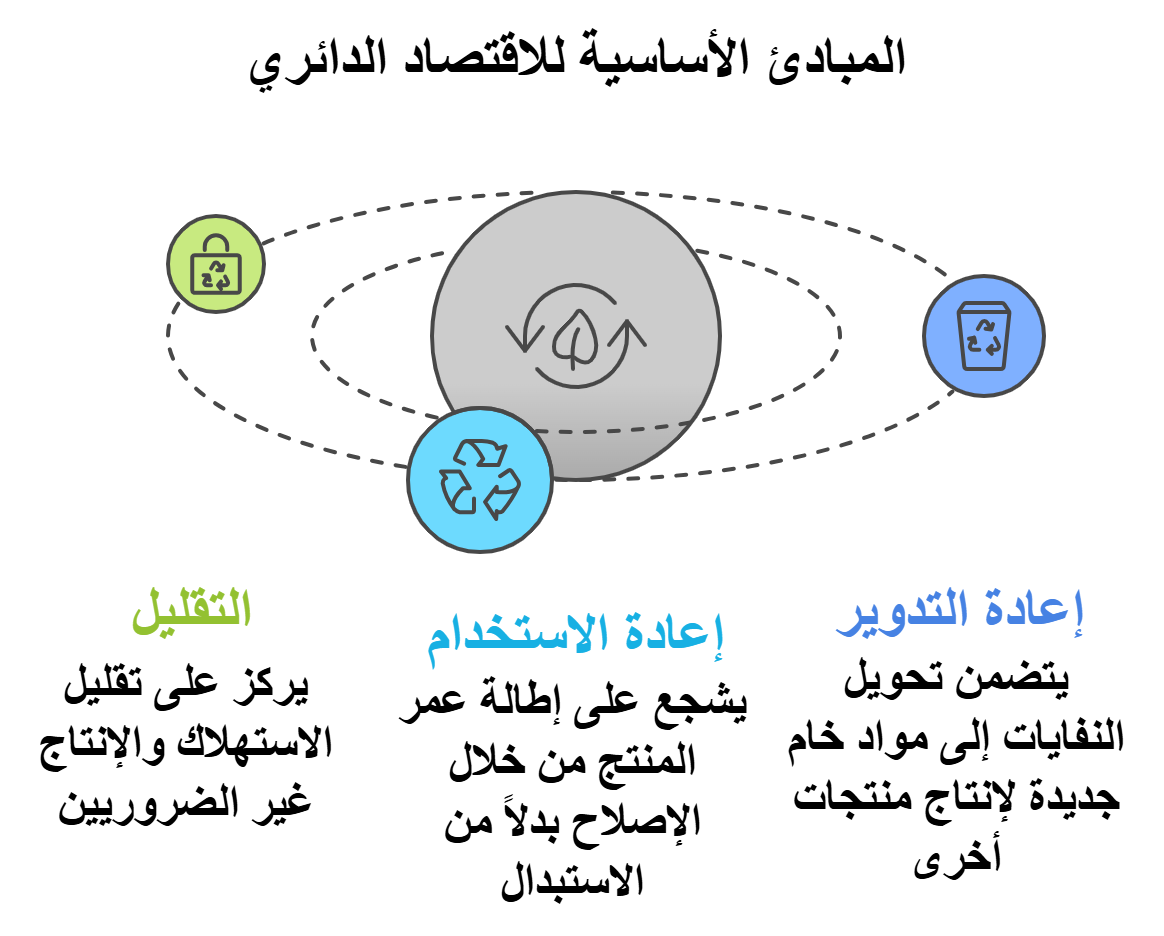 المبادئ الأساسية للاقتصاد الدائري
إعادة التدوير
يتضمن تحويل
النفايات إلى مواد خام
جديدة لإنتاج منتجات
أخرى
إعادة الاستخدام
يشجع على إطالة عمر
المنتج من خلال
الإصلاح بدلاً من
الاستبدال
التقليل
يركز على تقليل
الاستهلاك والإنتاج
غير الضروريين